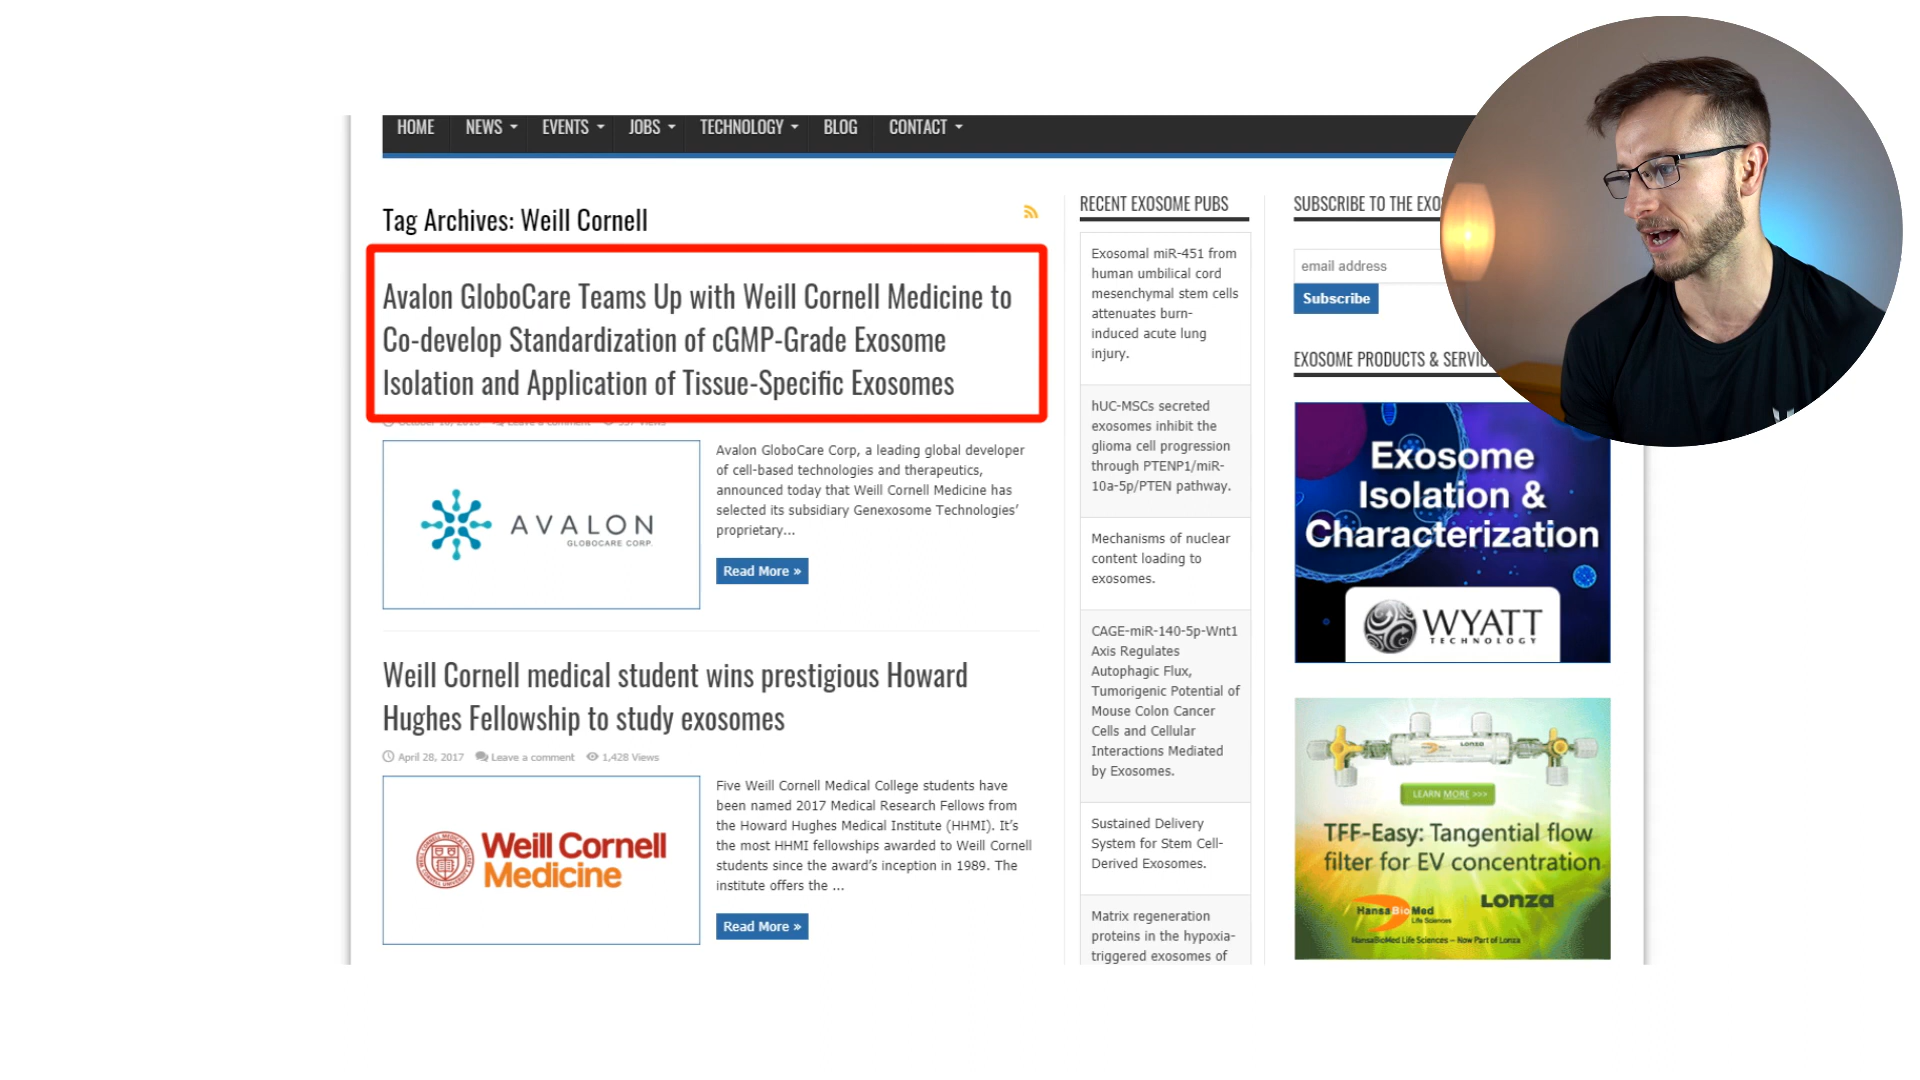 HOME NEWS EVENTS JOBS TECHNOLOGY BLOG CONTACT
Tag Archives: Weill Cornell
Avalon GloboCare Teams Up with Weill Cornell Medicine to
Co-develop Standardization of cGMP-Grade Exosome
Isolation and Application of Tissue-Specific Exosomes
AVALON
GLOBOCARE CORP.
Avalon GloboCare Corp, a leading global developer
of cell-based technologies and therapeutics,
announced today that Weill Cornell Medicine has
selected its subsidiary Genexosome Technologies’
proprietary...
Read More »
Weill Cornell medical student wins prestigious Howard
Hughes Fellowship to study exosomes
April 28, 2017 Leave a comment 1,428 Views
Weill Cornell
Medicine
Five Weill Cornell Medical College students have
been named 2017 Medical Research Fellows from
the Howard Hughes Medical Institute (HHMI). It’s
the most HHMI fellowships awarded to Weill Cornell
students since the award’s inception in 1989. The
institute offers the ...
Read More »
RECENT EXOSOME PUBS
Exosomal miR-451 from
human umbilical cord
mesenchymal stem cells
attenuates burn-
induced acute lung
injury.
hUC-MSCs secreted
exosomes inhibit the
glioma cell progression
through PTENP1/miR-
10a-5p/PTEN pathway.
Mechanisms of nuclear
content loading to
exosomes.
CAGE-miR-140-5p-Wnt1
Axis Regulates
Autophagic Flux,
Tumorigenic Potential of
Mouse Colon Cancer
Cells and Cellular
Interactions Mediated
by Exosomes.
Sustained Delivery
System for Stem Cell-
Derived Exosomes.
Matrix regeneration
proteins in the hypoxia-
triggered exosomes of
SUBSCRIBE TO THE EXO
email address
Subscribe
EXOSOME PRODUCTS & SERVIC
Exosome
Isolation &
Characterization
WYATT
TECHNOLOGY
LONZA
LEARN MORE >>>
TFF-Easy: Tangential flow
filter for EV concentration
HansaBioMed
Life Sciences
Lonza
HansaBioMed Life Sciences – Now Part of Lonza